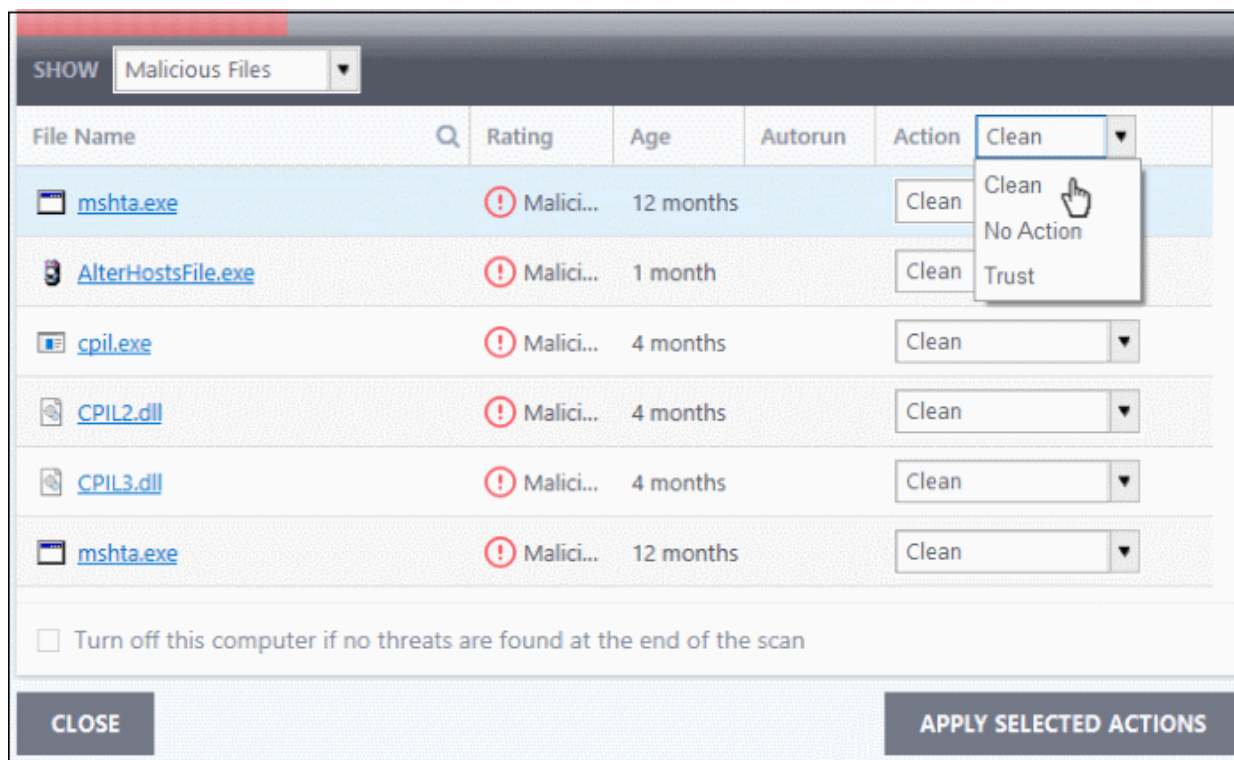 SHOW Malicious Files
File Name Rating Age Autorun Action Clean
Clean
No Action
Trust
mshta.exe Malici... 12 months Clean
AlterHostsFile.exe Malici... 1 month Clean
cpil.exe Malici... 4 months Clean
CPIL2.dll Malici... 4 months Clean
CPIL3.dll Malici... 4 months Clean
mshta.exe Malici... 12 months Clean
Turn off this computer if no threats are found at the end of the scan
CLOSE APPLY SELECTED ACTIONS